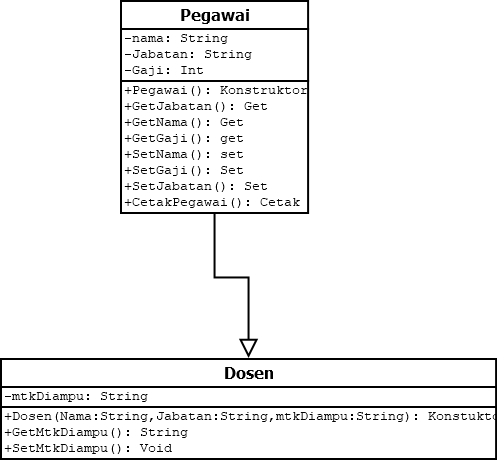 Pegawai
-nama: String
-Jabatan: String
-Gaji: Int
+Pegawai(): Konstruktor
+GetJabatan(): Get
+GetNama(): Get
+GetGaji(): get
+SetNama(): set
+SetGaji(): Set
+SetJabatan(): Set
+CetakPegawai(): Cetak
Dosen
-mtkDiampu: String
+Dosen(Nama:String,Jabatan:String,mtkDiampu:String): Konstukto
+GetMtkDiampu(): String
+SetMtkDiampu(): Void